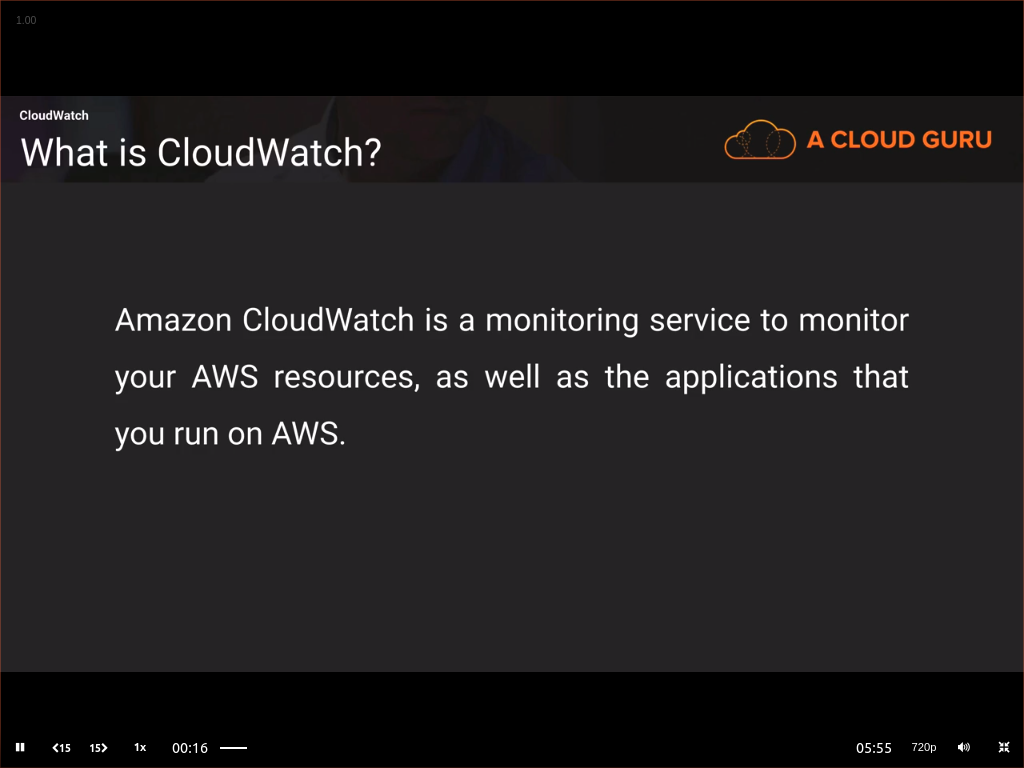 1.00
CloudWatch
What is CloudWatch?
A CLOUD GURU
Amazon CloudWatch is a monitoring service to monitor
your AWS resources, as well as the applications that
you run on AWS.
15 15 1x 00:16 05:55 720p